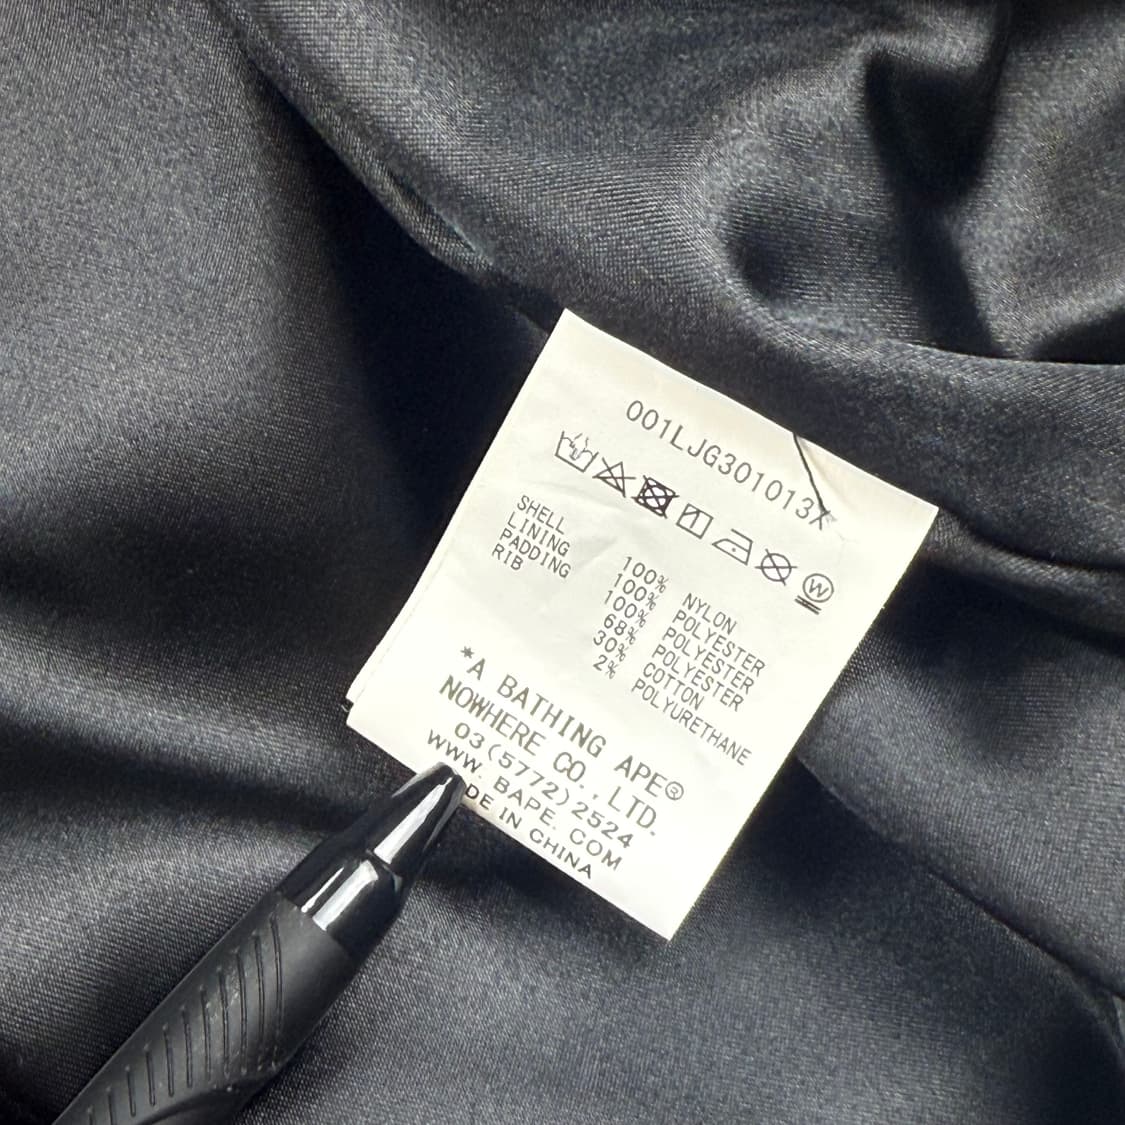 001LJG301013X
SHELL 100% NYLON
LINING 100% POLYESTER
PADDING 100% POLYESTER
RIB 68% POLYESTER
30% COTTON
2% POLYURETHANE
*A BATHING APE®
NOWHERE CO., LTD.
03(5772)2524
WWW. BAPE. COM
DE IN CHINA